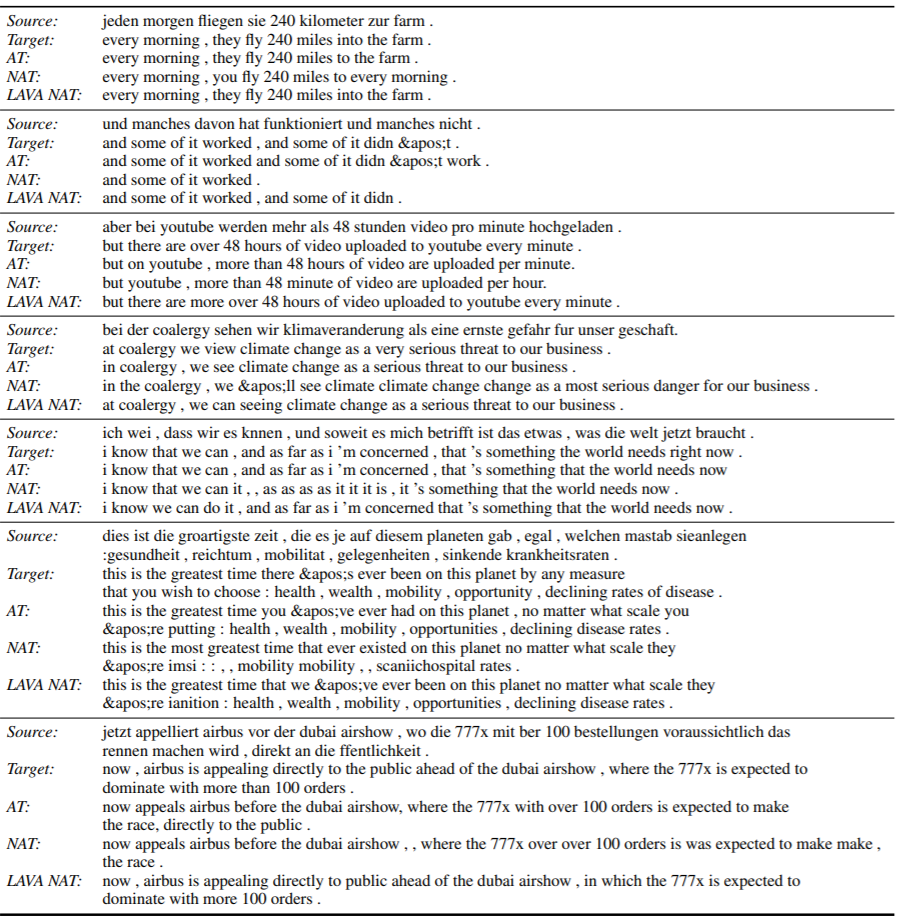 Source: jeden morgen fliegen sie 240 kilometer zur farm .
Target: every morning , they fly 240 miles into the farm .
AT: every morning , they fly 240 miles to the farm .
NAT: every morning , you fly 240 miles to every morning .
LAVA NAT: every morning , they fly 240 miles into the farm .
Source: und manches davon hat funktioniert und manches nicht .
Target: and some of it worked , and some of it didn &apos;t .
AT: and some of it worked and some of it didn &apos;t work .
NAT: and some of it worked .
LAVA NAT: and some of it worked , and some of it didn .
Source: aber bei youtube werden mehr als 48 stunden video pro minute hochgeladen .
Target: but there are over 48 hours of video uploaded to youtube every minute .
AT: but on youtube , more than 48 hours of video are uploaded per minute.
NAT: but youtube , more than 48 minute of video are uploaded per hour.
LAVA NAT: but there are more over 48 hours of video uploaded to youtube every minute .
Source: bei der coalergy sehen wir klimaveranderung als eine ernste gefahr fur unser geschaft.
Target: at coalergy we view climate change as a very serious threat to our business .
AT: in coalergy , we see climate change as a serious threat to our business .
NAT: in the coalergy , we &apos;ll see climate climate change change as a most serious danger for our business .
LAVA NAT: at coalergy , we can seeing climate change as a serious threat to our business .
Source: ich wei , dass wir es knnen , und soweit es mich betrifft ist das etwas , was die welt jetzt braucht .
Target: i know that we can , and as far as i 'm concerned , that 's something the world needs right now .
AT: i know that we can , and as far as i 'm concerned , that 's something that the world needs now
NAT: i know that we can it , , as as as as it it it is , it 's something that the world needs now .
LAVA NAT: i know we can do it , and as far as i 'm concerned that 's something that the world needs now .
Source: dies ist die groartigste zeit , die es je auf diesem planeten gab , egal , welchen mastab sieanlegen
:gesundheit , reichtum , mobilitat , gelegenheiten , sinkende krankheitsraten .
Target: this is the greatest time there &apos;s ever been on this planet by any measure
that you wish to choose : health , wealth , mobility , opportunity , declining rates of disease .
AT: this is the greatest time you &apos;ve ever had on this planet , no matter what scale you
&apos;re putting : health , wealth , mobility , opportunities , declining disease rates .
NAT: this is the most greatest time that ever existed on this planet no matter what scale they
&apos;re imsi : : , , mobility mobility , , scaniichospital rates .
LAVA NAT: this is the greatest time that we &apos;ve ever been on this planet no matter what scale they
&apos;re ianition : health , wealth , mobility , opportunities , declining disease rates .
Source: jetzt appelliert airbus vor der dubai airshow , wo die 777x mit ber 100 bestellungen voraussichtlich das
rennen machen wird , direkt an die ffentlichkeit .
Target: now , airbus is appealing directly to the public ahead of the dubai airshow , where the 777x is expected to
dominate with more than 100 orders .
AT: now appeals airbus before the dubai airshow, where the 777x with over 100 orders is expected to make
the race, directly to the public .
NAT: now appeals airbus before the dubai airshow , , where the 777x over over 100 orders is was expected to make make ,
the race .
LAVA NAT: now , airbus is appealing directly to public ahead of the dubai airshow , in which the 777x is expected to
dominate with more 100 orders .